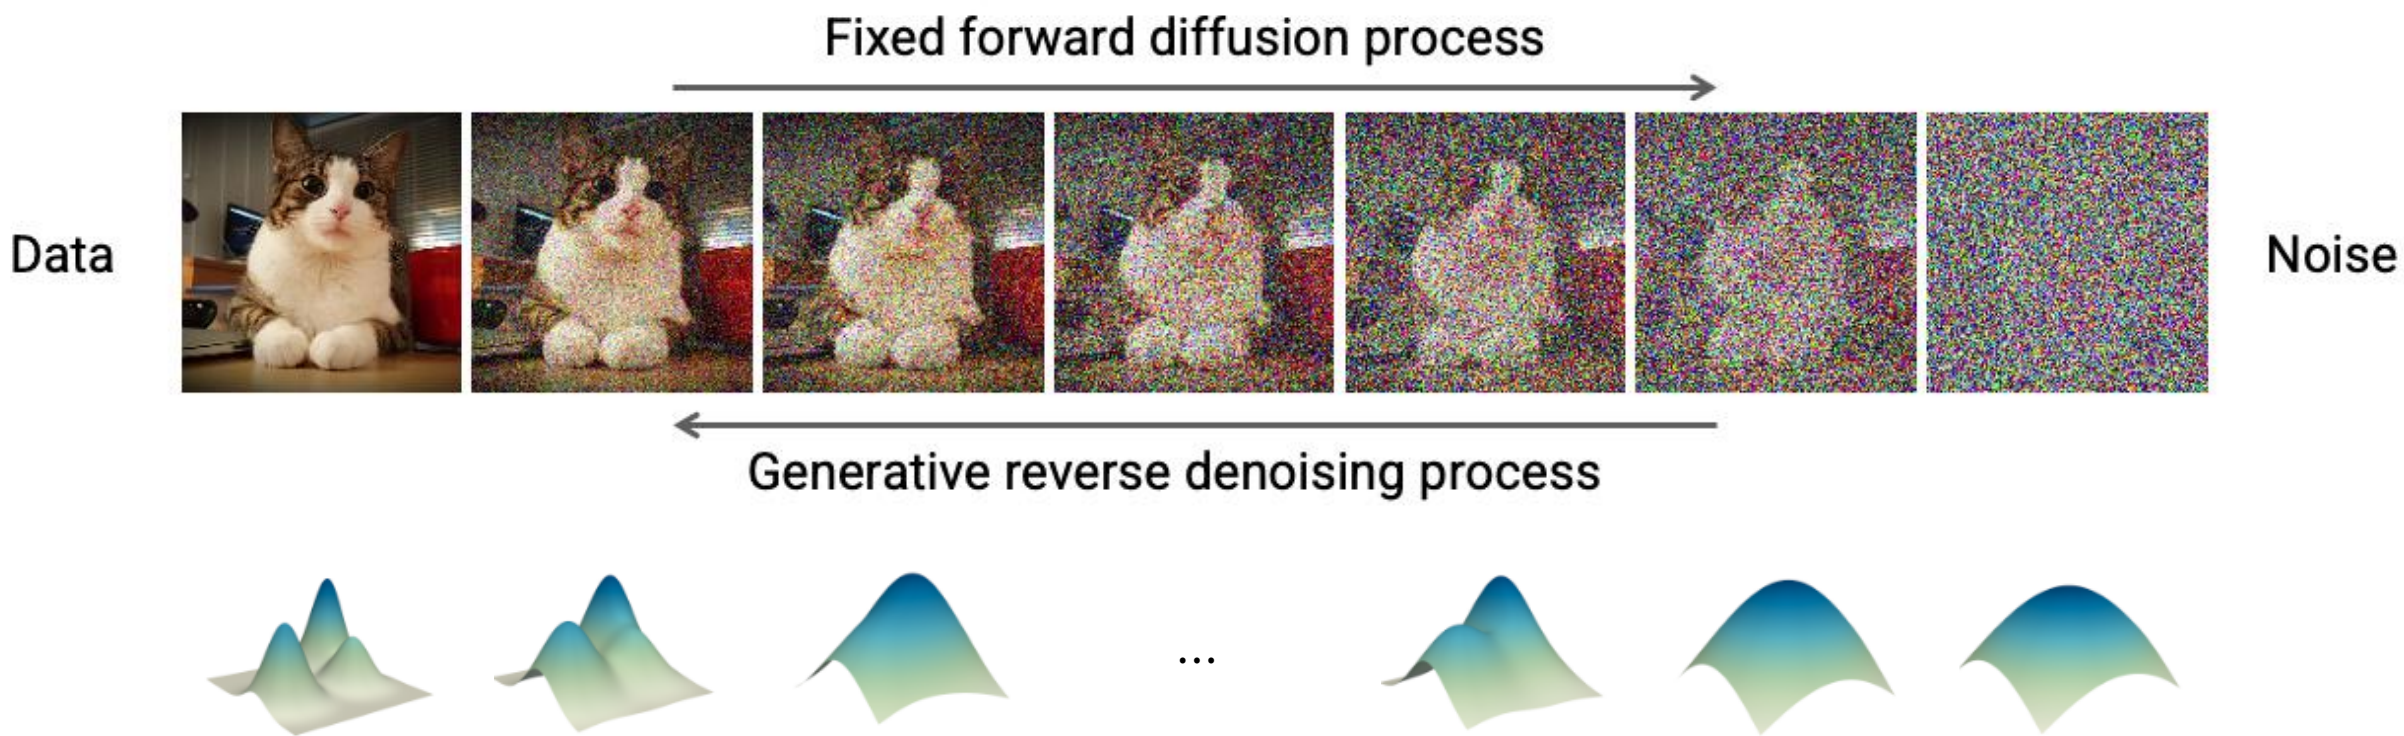 Fixed forward diffusion process
Data
Noise
Generative reverse denoising process
...